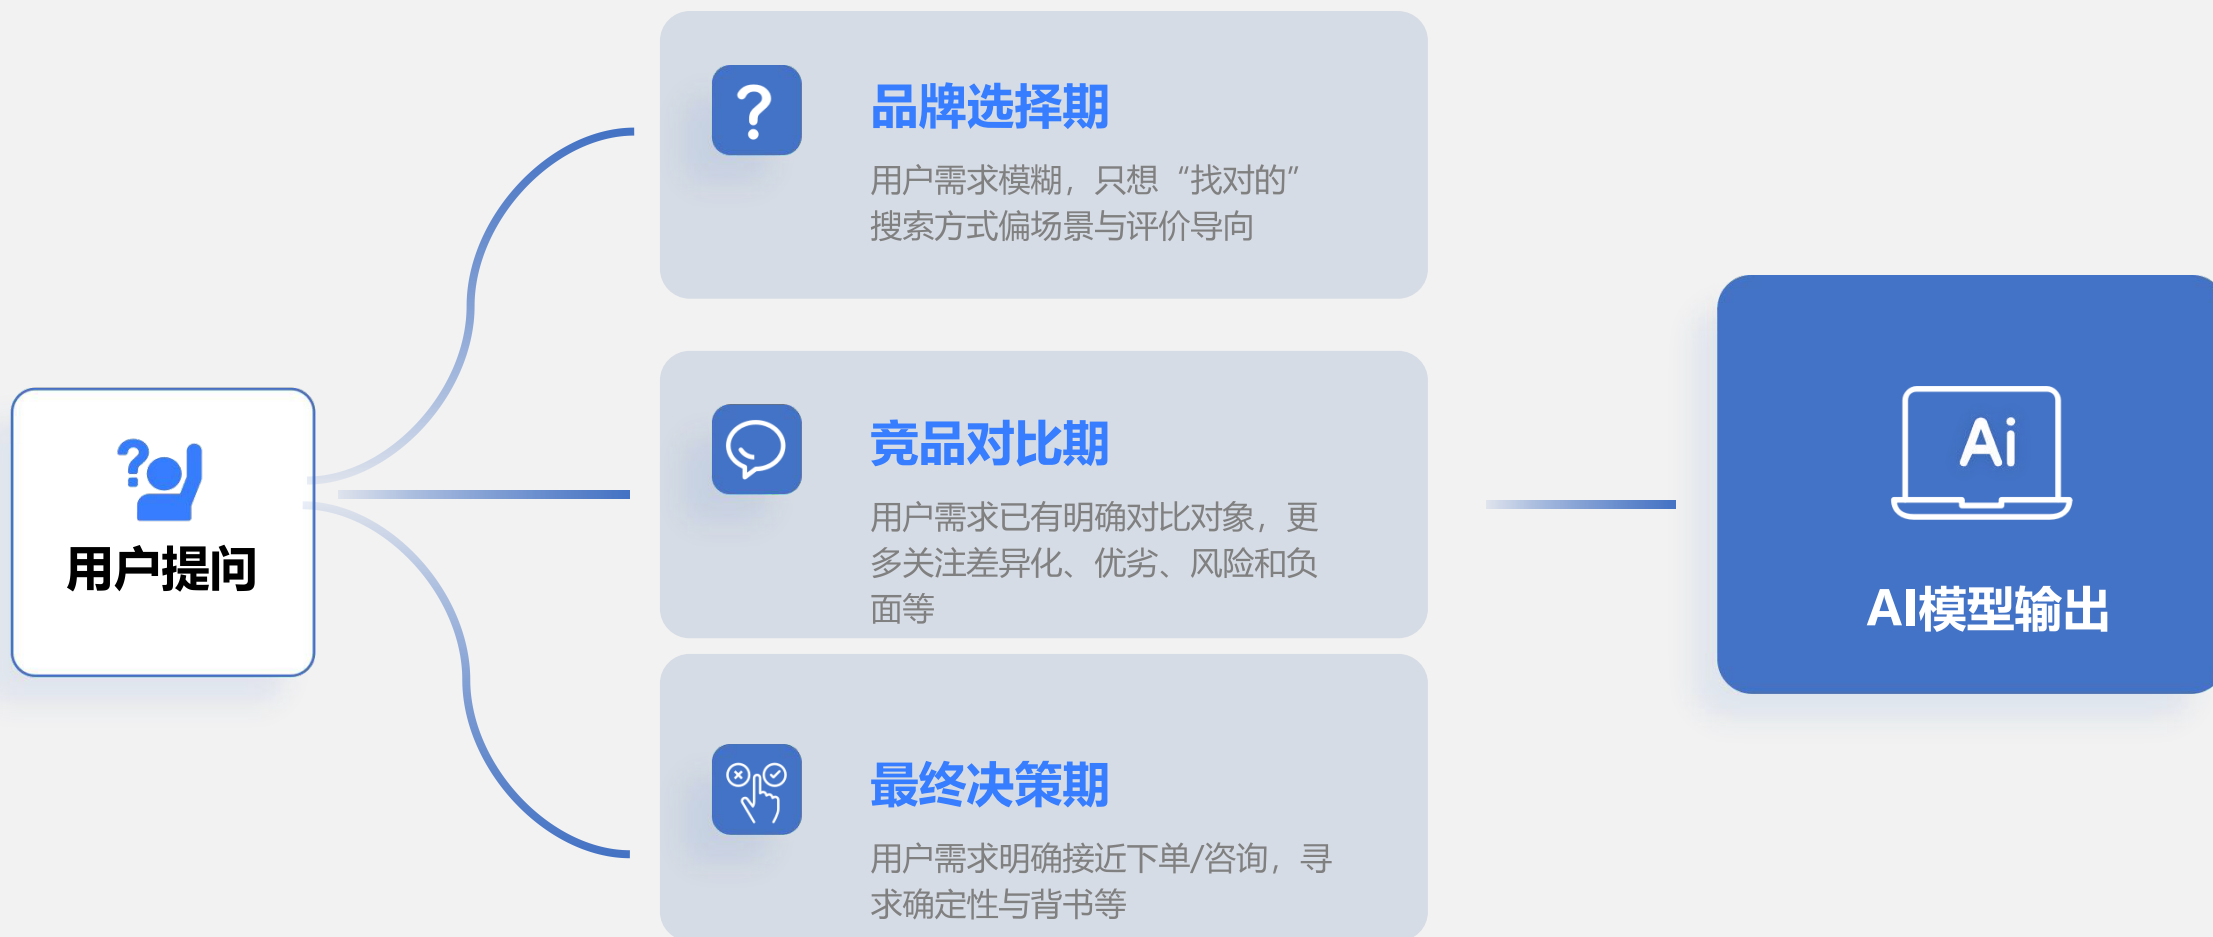 品牌选择期
用户需求模糊，只想“找对的”
搜索方式偏场景与评价导向
用户提问
竞品对比期
用户需求已有明确对比对象，更
多关注差异化、优劣、风险和负
面等
最终决策期
用户需求明确接近下单/咨询，寻
求确定性与背书等
Ai
AI模型输出